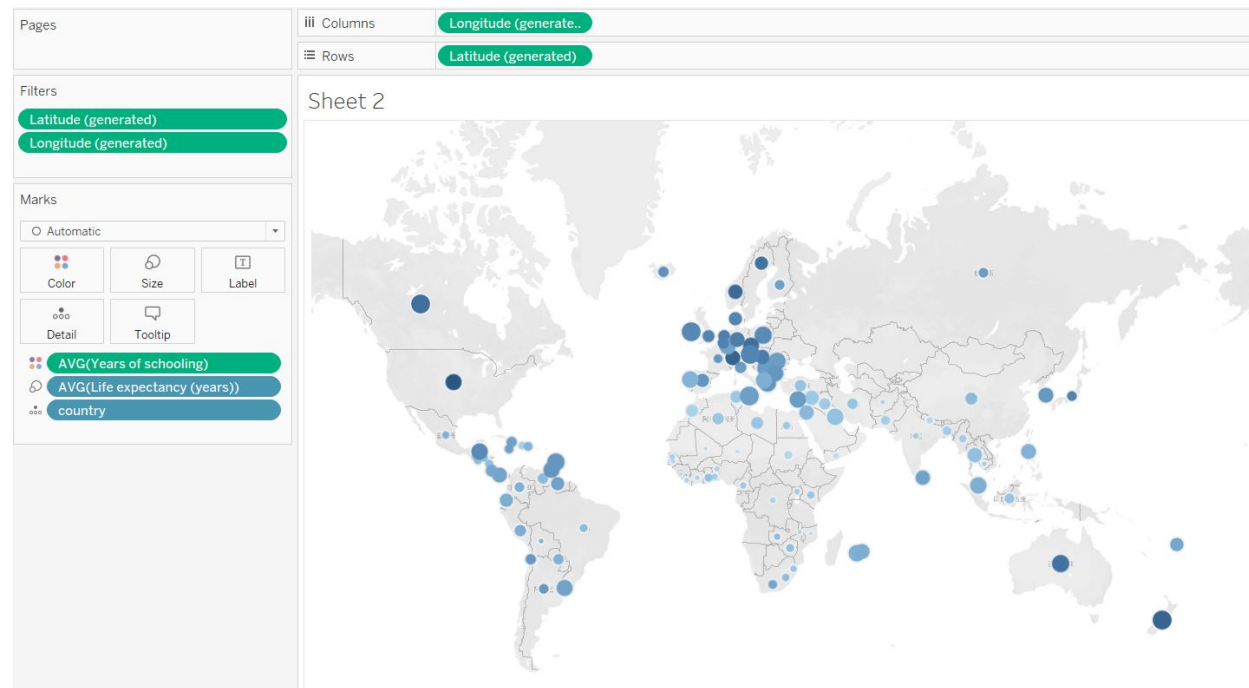 Pages
Columns
Longitude (generate..
Rows
Latitude (generated)
Filters
Latitude (generated)
Longitude (generated)
Sheet 2
Marks
Automatic
Color
Size
Label
Detail
Tooltip
AVG(Years of schooling)
AVG(Life expectancy (years))
country